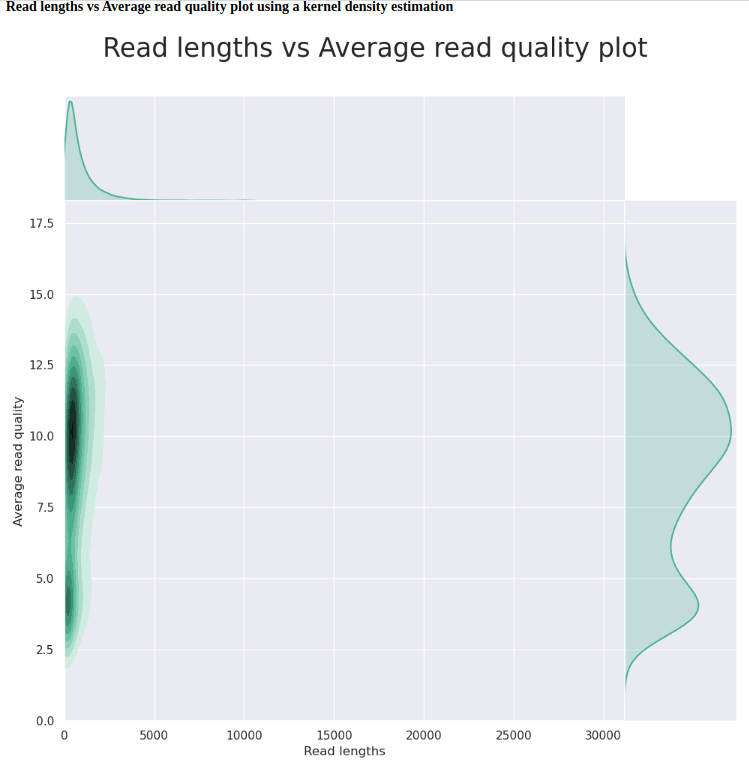 Read lengths vs Average read quality plot using a kernel density estimation
Read lengths vs Average read quality plot
17.5
15.0
12.5
10.0
7.5
5.0
2.5
0.0
Average read quality
0 5000 10000 15000 20000 25000 30000
Read lengths